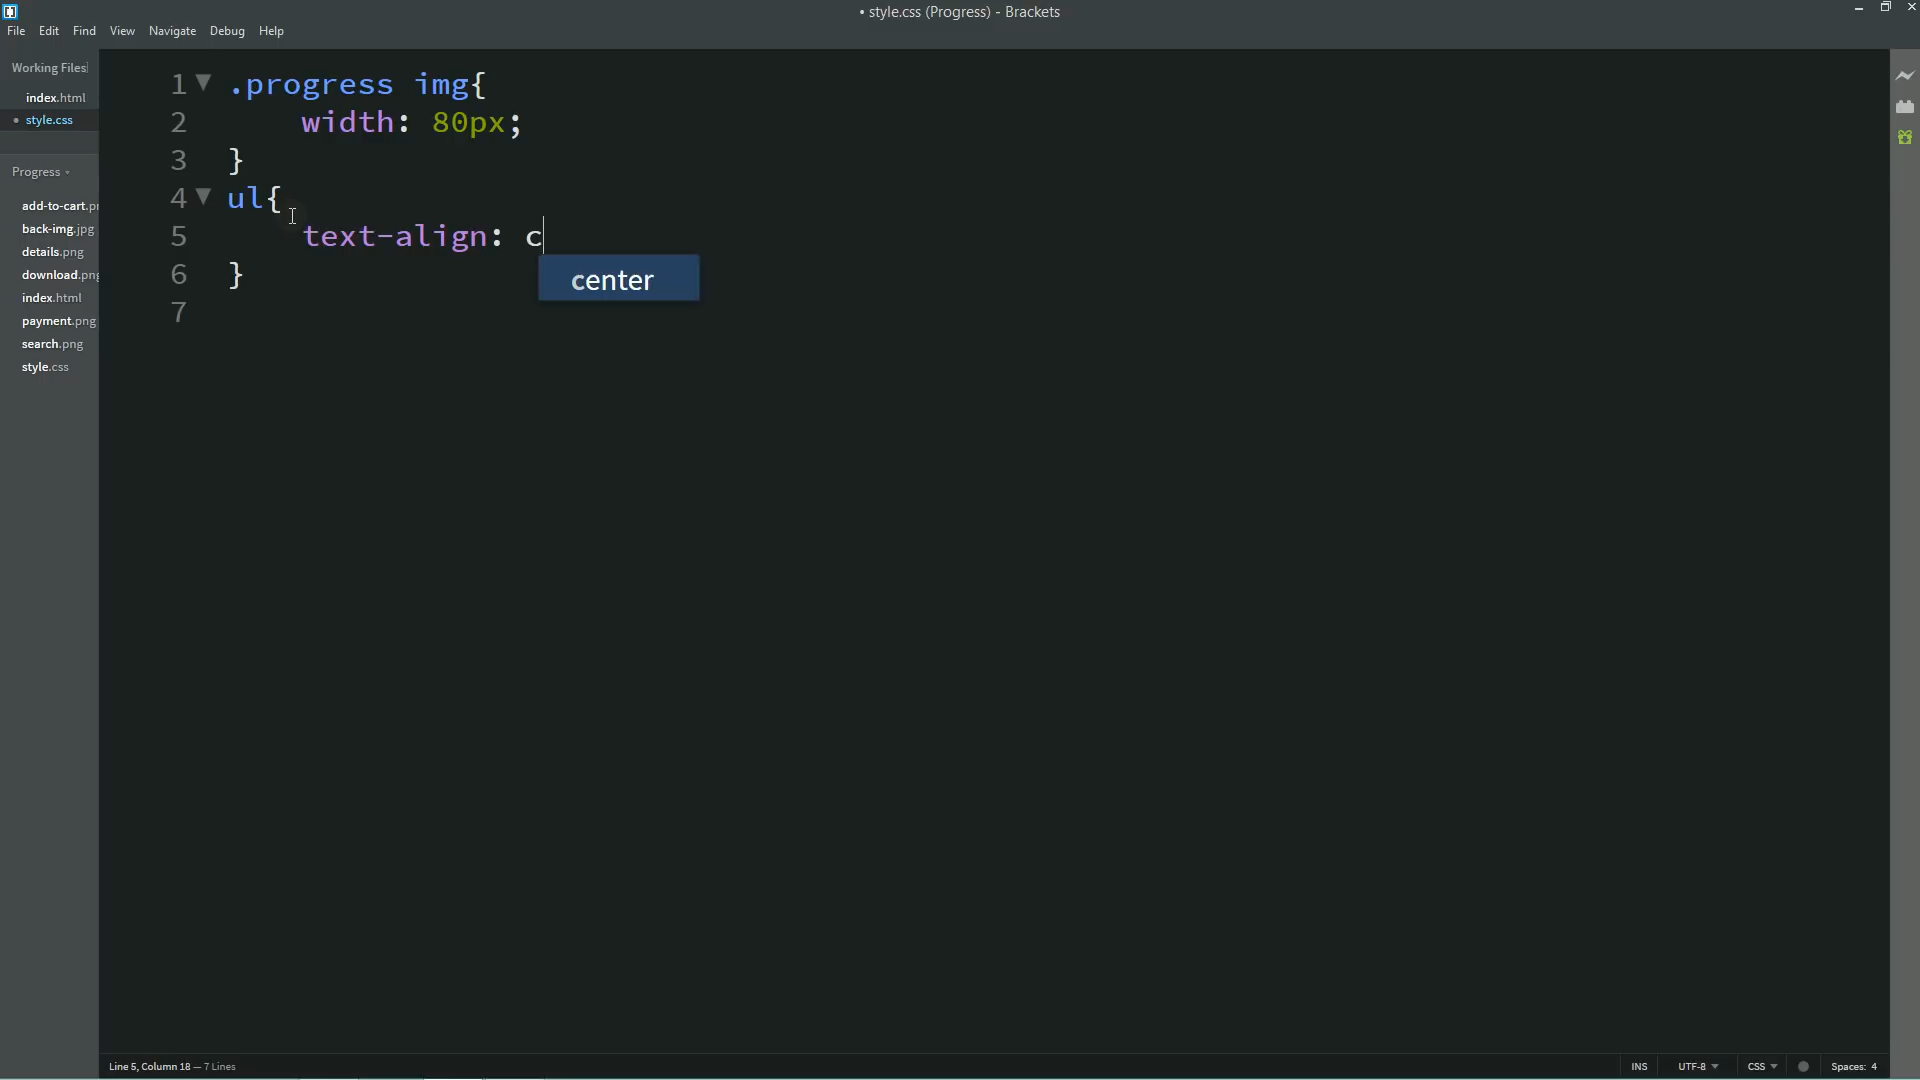 • style.css (Progress) - Brackets
File Edit Find View Navigate Debug Help
Working Files
index.html
• style.css
Progress
add-to-cart.pn
back-img.jpg
details.png
download.png
index.html
payment.png
search.png
style.css
1 .progress img{
2 width: 80px;
3 }
4 ul{
5 text-align: c
center
6 }
7
Line 5, Column 18 — 7 Lines
INS UTF-8 CSS Spaces: 4